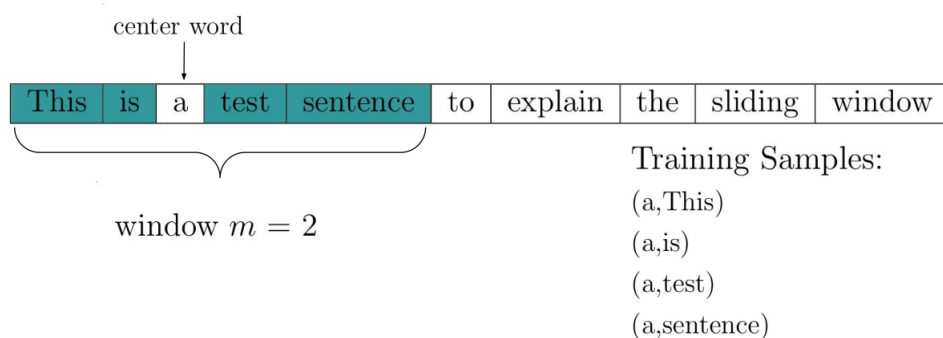 center word
This is a test sentence to explain the sliding window
window m = 2
Training Samples:
(a,This)
(a,is)
(a,test)
(a,sentence)